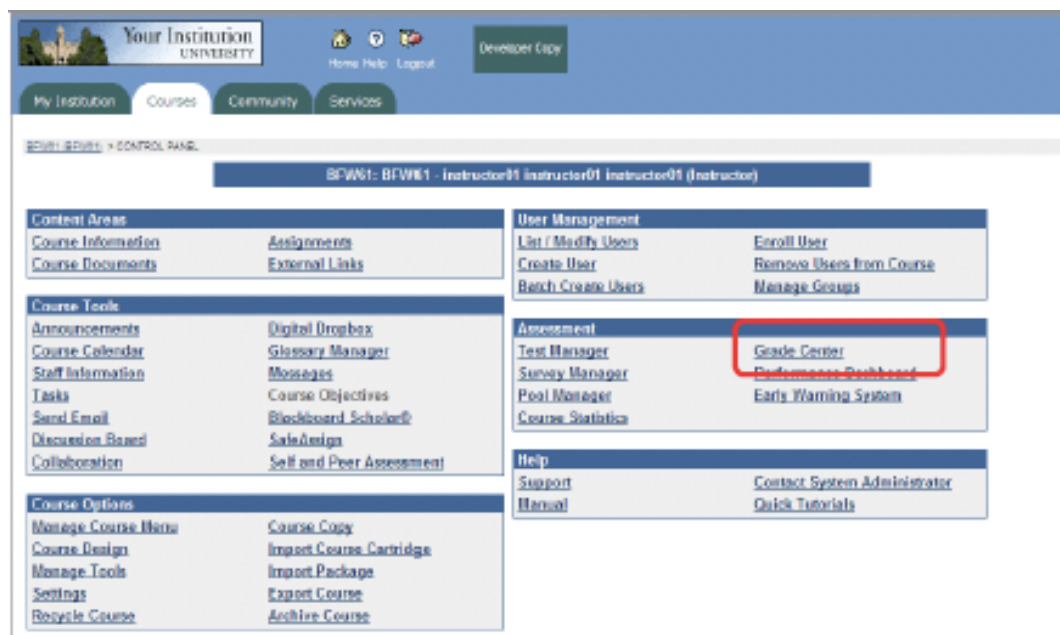 Your Institution
UNIVERSITY
Home Help Logout
Developer Copy
My Institution Courses Community Services
> CONTROL PANEL
BFW61: BFW61 - instructor01 instructor01 instructor01 (Instructor)
Content Areas
Course Information Assignments
Course Documents External Links
Course Tools
Announcements Digital Dropbox
Course Calendar Glossary Manager
Staff Information Messages
Tasks Course Objectives
Send Email Blackboard Scholar®
Discussion Board SafeAssign
Collaboration Self and Peer Assessment
Course Options
Manage Course Menu Course Copy
Course Design Import Course Cartridge
Manage Tools Import Package
Settings Export Course
Recycle Course Archive Course
User Management
List / Modify Users Enroll User
Create User Remove Users from Course
Batch Create Users Manage Groups
Assessment
Test Manager Grade Center
Survey Manager Performance Dashboard
Pool Manager Early Warning System
Course Statistics
Help
Support Contact System Administrator
Manual Quick Tutorials